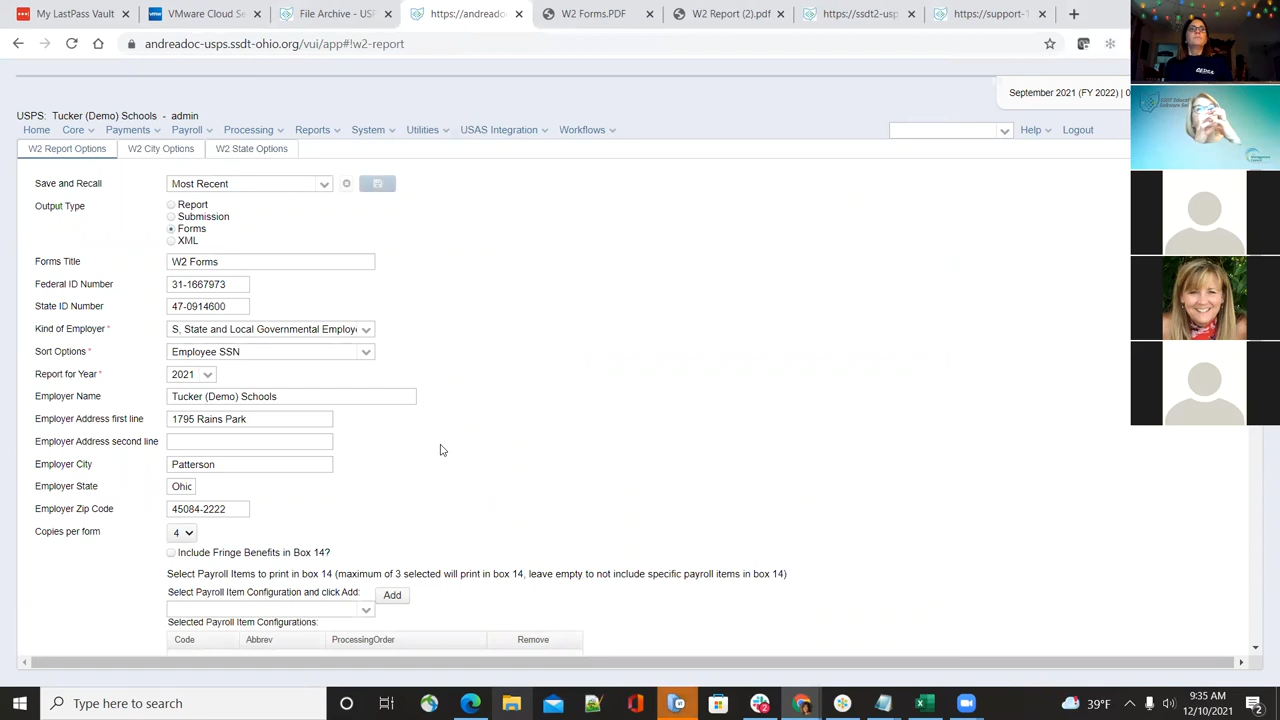 My LastPass Vault
VMware Cloud Se
File Archive - US
https://andreadoc
W2 Forms.PDF
W2 Report (2).pdf
https://ssdt2-usp
https://support-
andreadoc-usps.ssdt-ohio.org/vui/app#!w2-report
September 2021 (FY 2022) | 0
USPS: Tucker (Demo) Schools - admin
Home Core Payments Payroll Processing Reports System Utilities USAS Integration Workflows Help Logout
W2 Report Options W2 City Options W2 State Options
Save and Recall Most Recent
Output Type
Report
Submission
Forms
XML
Forms Title W2 Forms
Federal ID Number 31-1667973
State ID Number 47-0914600
Kind of Employer * S, State and Local Governmental Employe
Sort Options * Employee SSN
Report for Year * 2021
Employer Name Tucker (Demo) Schools
Employer Address first line 1795 Rains Park
Employer Address second line
Employer City Patterson
Employer State Ohic
Employer Zip Code 45084-2222
Copies per form 4
Include Fringe Benefits in Box 14?
Select Payroll Items to print in box 14 (maximum of 3 selected will print in box 14, leave empty to not include specific payroll items in box 14)
Select Payroll Item Configuration and click Add: Add
Selected Payroll Item Configurations:
Code Abbrev ProcessingOrder Remove
Type here to search
39°F
9:35 AM
12/10/2021
2